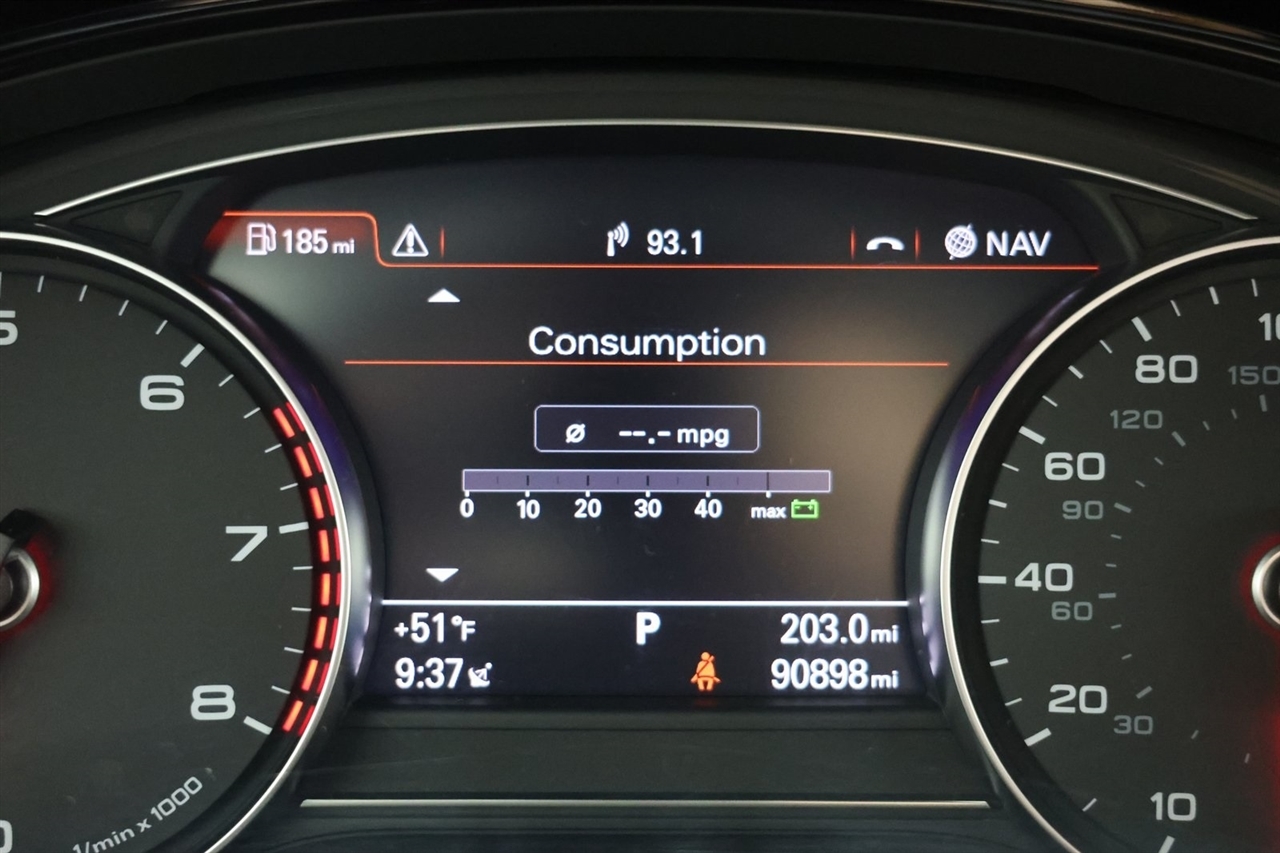 185 mi
93.1
NAV
Consumption
Ø --.- mpg
0 10 20 30 40 max
+51°F
P
203.0 mi
9:37
90898 mi
5
6
7
8
1/min x 1000
80
150
120
60
90
40
60
20
30
10